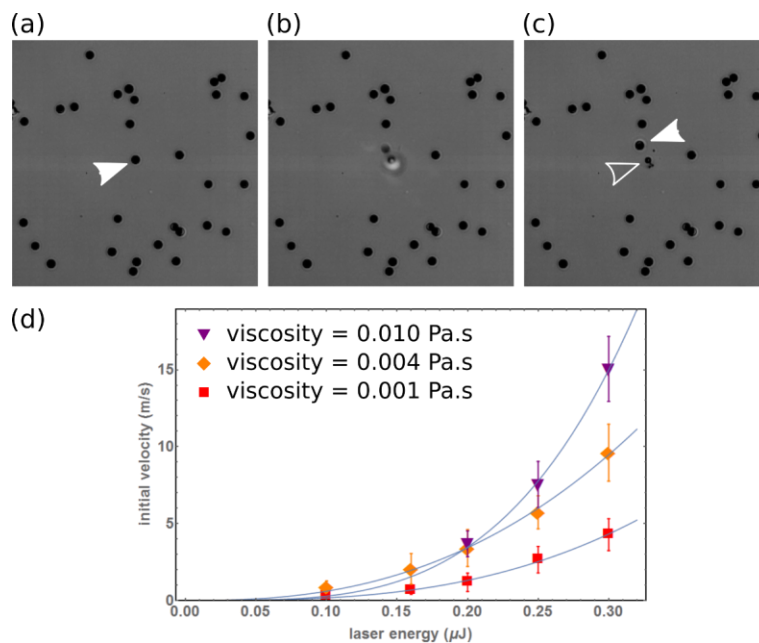 (a)
(b)
(c)
(d)
viscosity = 0.010 Pa.s
viscosity = 0.004 Pa.s
viscosity = 0.001 Pa.s
initial velocity (m/s)
15
10
5
0
0.00 0.05 0.10 0.15 0.20 0.25 0.30
laser energy (μJ)